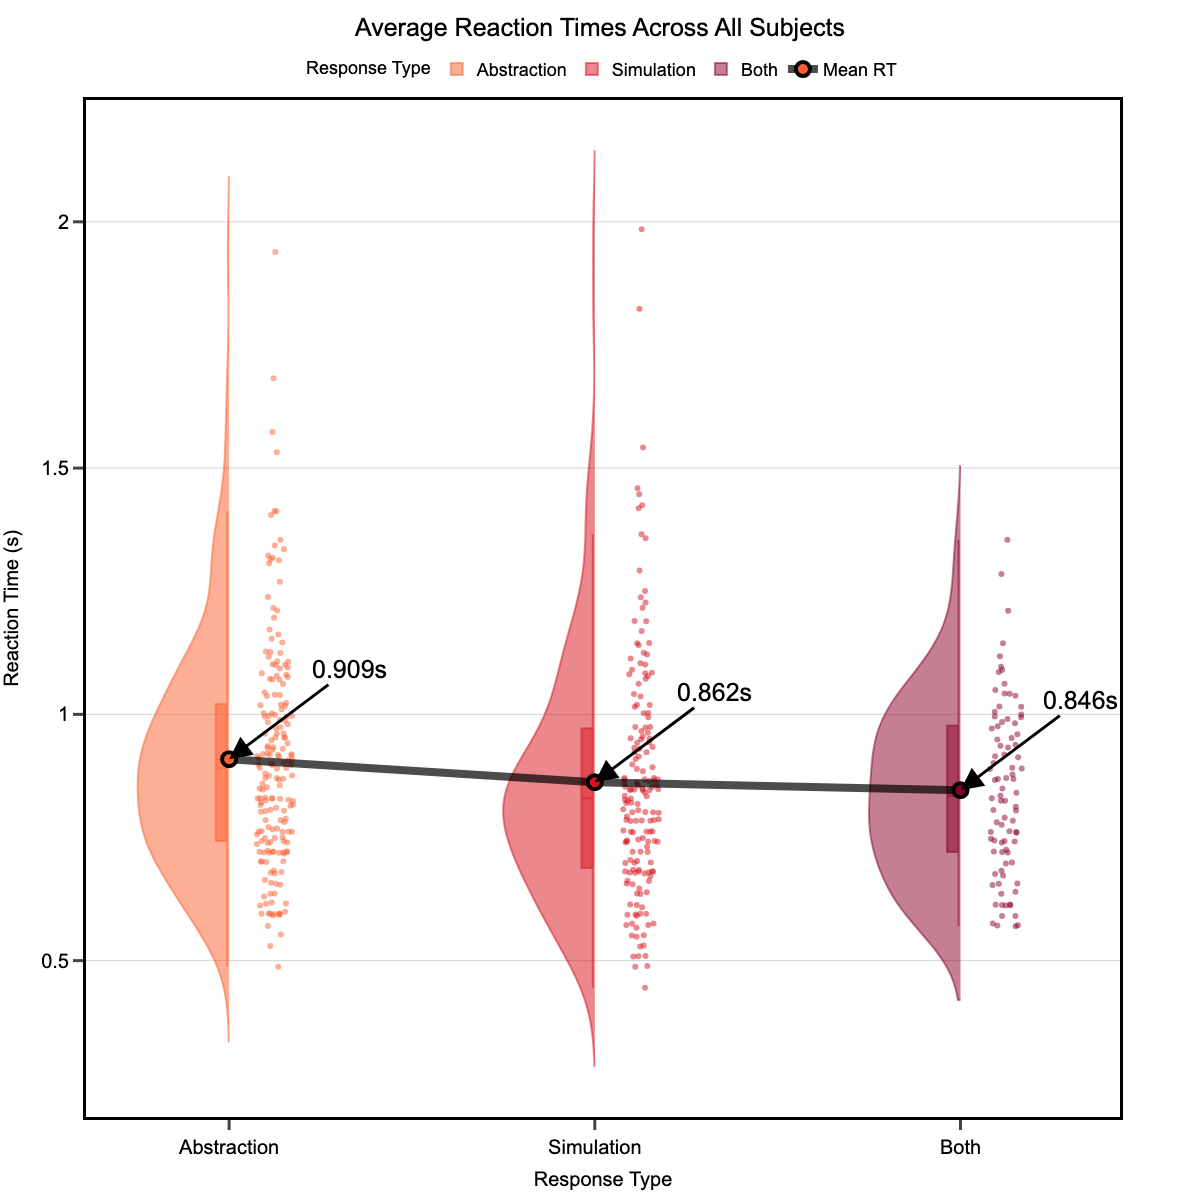 Average Reaction Times Across All Subjects
Response Type Abstraction Simulation Both Mean RT
2
1.5
1
0.5
Reaction Time (s)
0.909s
0.862s
0.846s
Abstraction Simulation Both
Response Type